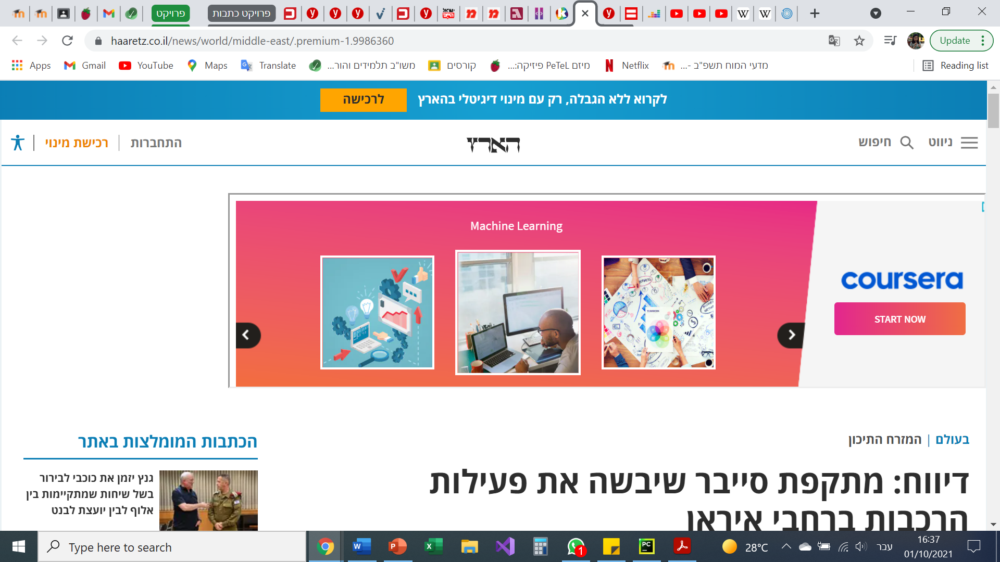 פרויקט
פרויקט כתבות
haaretz.co.il/news/world/middle-east/.premium-1.9986360
Update
Apps
Gmail
YouTube
Maps
Translate
משו"ב תלמידים והור...
קורסים
מיזם PeTeL פיזיקה:...
Netflix
מדעי המוח תשפ"ב -...
Reading list
לקרוא ללא הגבלה, רק עם מינוי דיגיטלי בהארץ
לרכישה
ניווט
חיפוש
הארץ
התחברות
רכישת מינוי
Machine Learning
coursera
START NOW
בעולם | המזרח התיכון
דיווח: מתקפת סייבר שיבשה את פעילות
הרכבות ברחבי איראן
הכתבות המומלצות באתר
גנץ יזמן את כוכבי לבירור
בשל שיחות שמתקיימות בין
אלוף לבין יועצת לבנט
Type here to search
1
28°C
עבר
16:37
01/10/2021